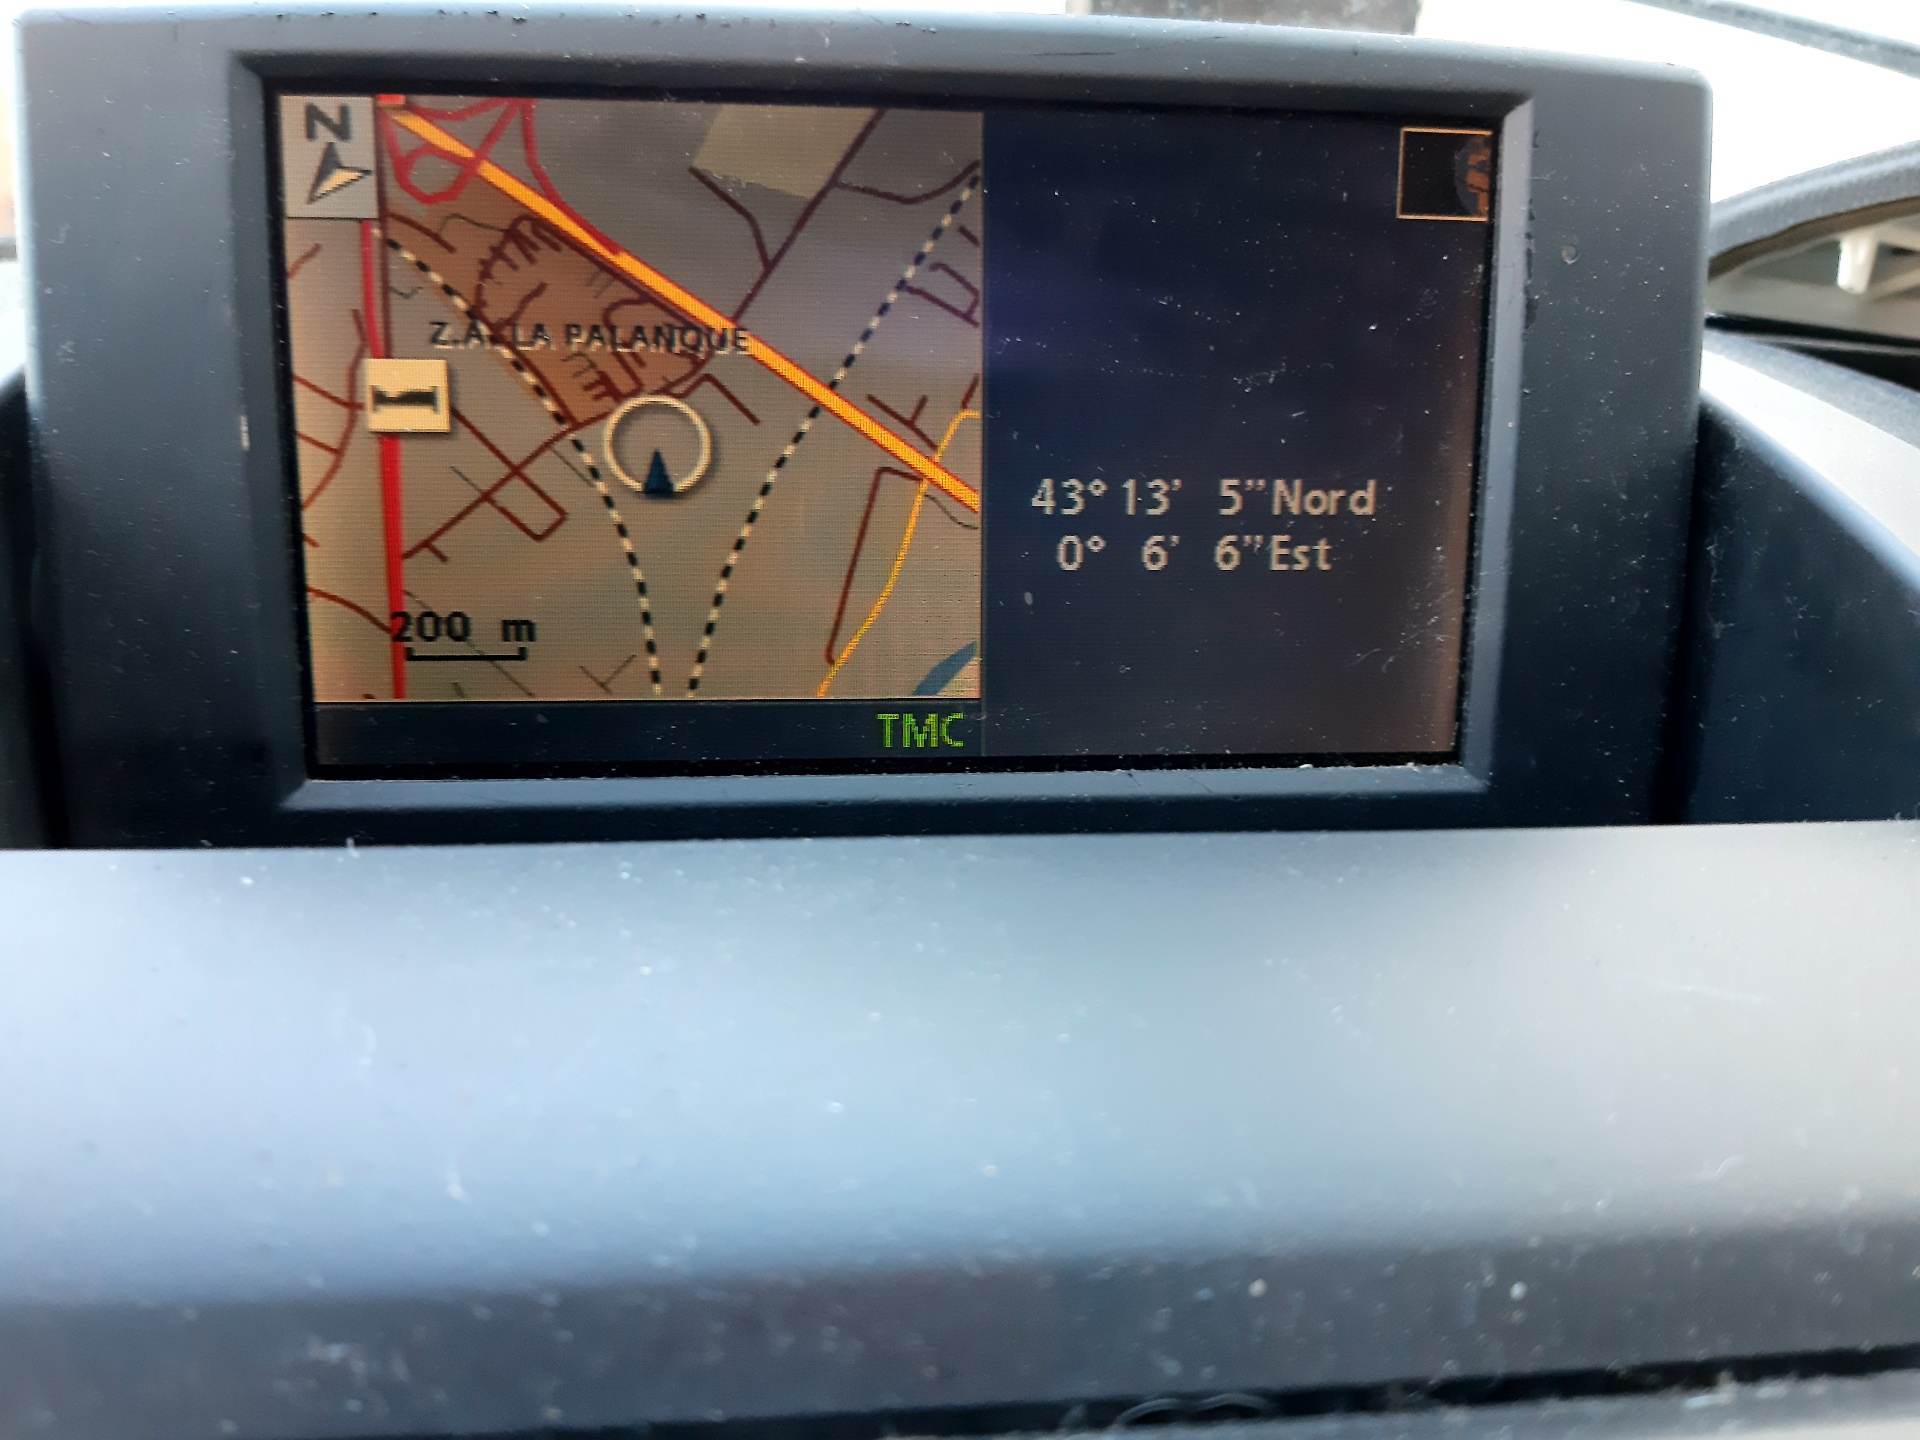 N
Z.A. LA PALANQUE
43° 13' 5" Nord
0° 6' 6" Est
200 m
TMC